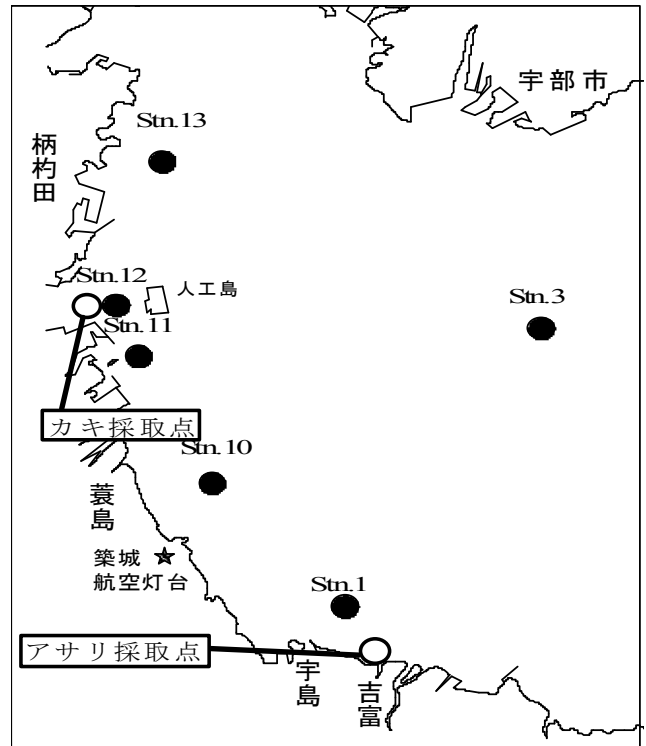 宇部市
Stn.13
柄杓田
Stn.12
人工島
Stn.3
Stn.11
カキ採取点
Stn.10
蓑島
築城
航空灯台
Stn.1
アサリ採取点
宇島
吉富